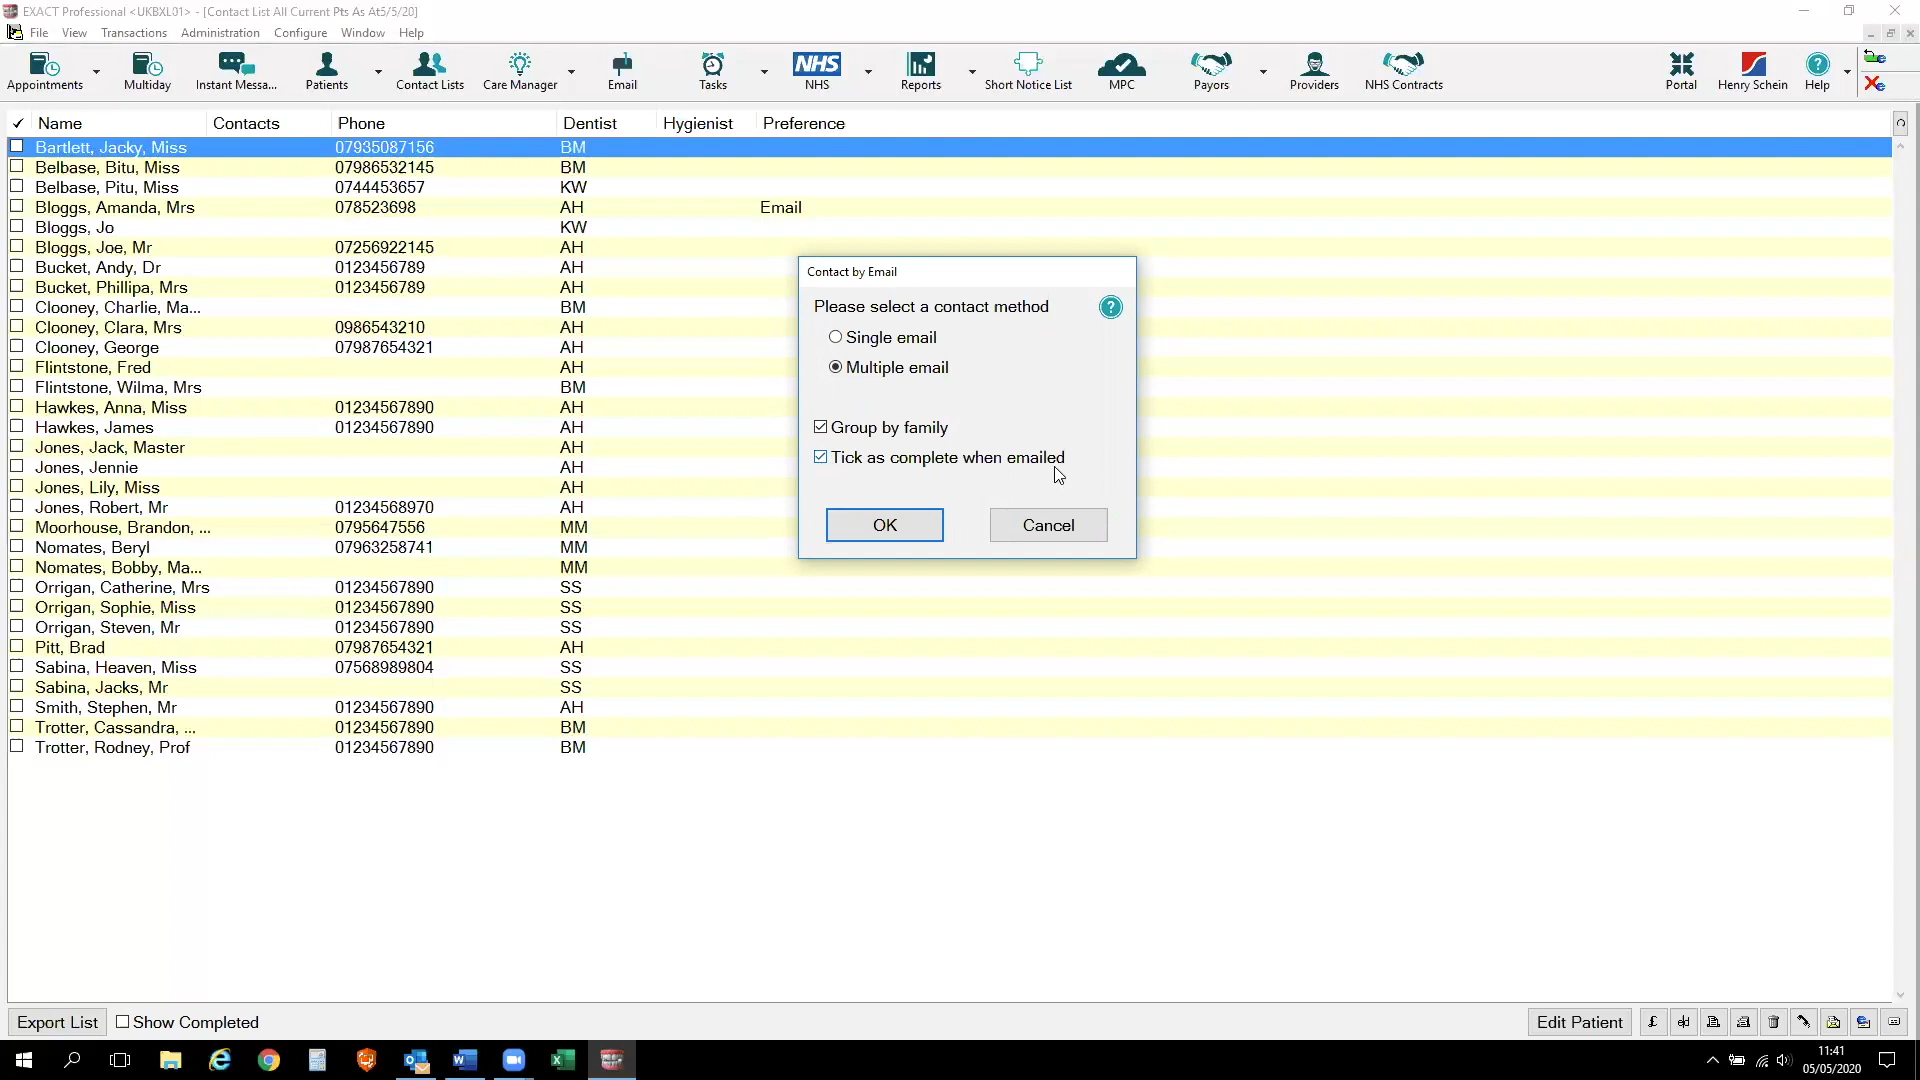 EXACT Professional <UKBXL01> - [Contact List All Current Pts As At5/5/20]
File View Transactions Administration Configure Window Help
Appointments Multiday Instant Messa... Patients Contact Lists Care Manager Email Tasks NHS NHS Reports Short Notice List MPC Payors Providers NHS Contracts Portal Henry Schein ? Help
Name Contacts Phone Dentist Hygienist Preference
Bartlett, Jacky, Miss 07935087156 BM
Belbase, Bitu, Miss 07986532145 BM
Belbase, Pitu, Miss 0744453657 KW
Bloggs, Amanda, Mrs 078523698 AH Email
Bloggs, Jo KW
Bloggs, Joe, Mr 07256922145 AH
Bucket, Andy, Dr 0123456789 AH
Bucket, Phillipa, Mrs 0123456789 AH
Clooney, Charlie, Ma... BM
Clooney, Clara, Mrs 0986543210 AH
Clooney, George 07987654321 AH
Flintstone, Fred AH
Flintstone, Wilma, Mrs BM
Hawkes, Anna, Miss 01234567890 AH
Hawkes, James 01234567890 AH
Jones, Jack, Master AH
Jones, Jennie AH
Jones, Lily, Miss AH
Jones, Robert, Mr 01234568970 AH
Moorhouse, Brandon, ... 0795647556 MM
Nomates, Beryl 07963258741 MM
Nomates, Bobby, Ma... MM
Orrigan, Catherine, Mrs 01234567890 SS
Orrigan, Sophie, Miss 01234567890 SS
Orrigan, Steven, Mr 01234567890 SS
Pitt, Brad 07987654321 AH
Sabina, Heaven, Miss 07568989804 SS
Sabina, Jacks, Mr SS
Smith, Stephen, Mr 01234567890 AH
Trotter, Cassandra, ... 01234567890 BM
Trotter, Rodney, Prof 01234567890 BM
Contact by Email
Please select a contact method ?
Single email
Multiple email
Group by family
Tick as complete when emailed
OK Cancel
Export List Show Completed Edit Patient £
11:41
05/05/2020